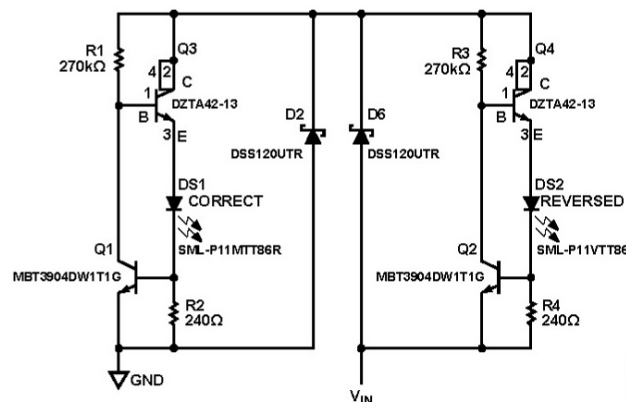 R1
270kΩ
Q3
4 2
C
1
DZTA42-13
B
3 E
DS1
CORRECT
SML-P11MTT86R
Q1
MBT3904DW1T1G
R2
240Ω
GND
D2
DSS120UTR
D6
DSS120UTR
VIN
R3
270kΩ
Q4
4 2
C
1
DZTA42-13
B
3 E
DS2
REVERSED
SML-P11VTT86
Q2
MBT3904DW1T1G
R4
240Ω